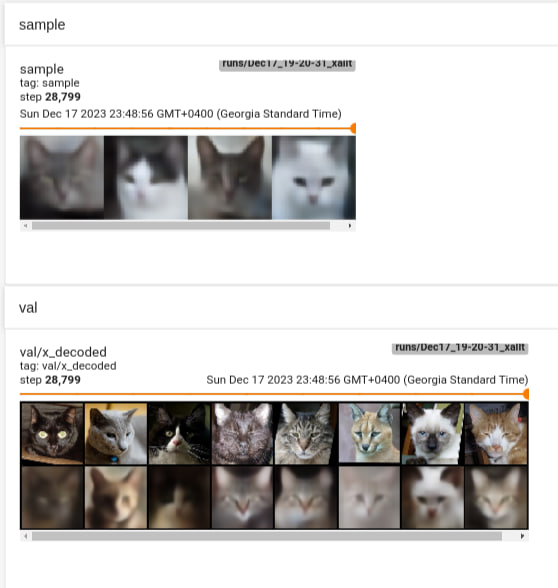 sample
sample
runs/Dec17_19-20-31_xallt
tag: sample
step 28,799
Sun Dec 17 2023 23:48:56 GMT+0400 (Georgia Standard Time)
val
val/x_decoded
runs/Dec17_19-20-31_xallt
tag: val/x_decoded
step 28,799
Sun Dec 17 2023 23:48:56 GMT+0400 (Georgia Standard Time)